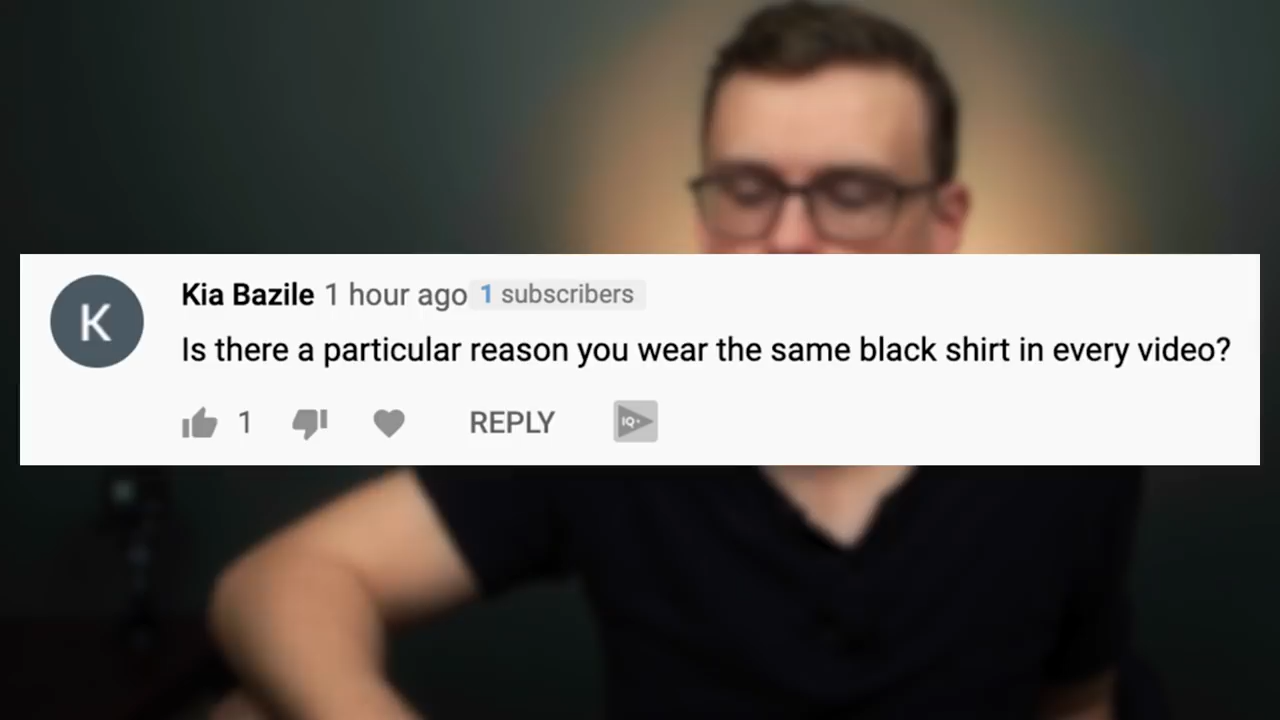 K
Kia Bazile 1 hour ago 1 subscribers
Is there a particular reason you wear the same black shirt in every video?
1 REPLY IQ+